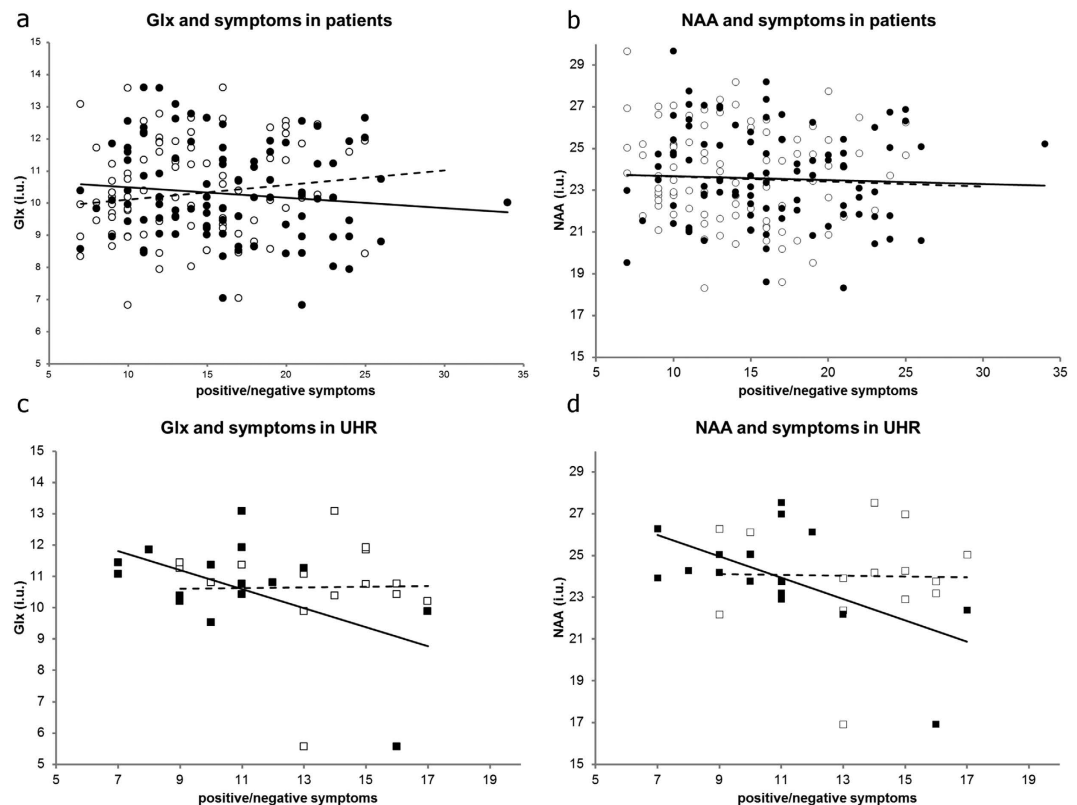 a
Glx and symptoms in patients
15
14
13
12
11
10
9
8
7
6
5
Glx (i.u.)
5 10 15 20 25 30 35
positive/negative symptoms
b
NAA and symptoms in patients
29
27
25
23
21
19
17
15
NAA (i.u.)
5 10 15 20 25 30 35
positive/negative symptoms
c
Glx and symptoms in UHR
15
14
13
12
11
10
9
8
7
6
5
Glx (i.u.)
5 7 9 11 13 15 17 19
positive/negative symptoms
d
NAA and symptoms in UHR
29
27
25
23
21
19
17
15
NAA (i.u.)
5 7 9 11 13 15 17 19
positive/negative symptoms